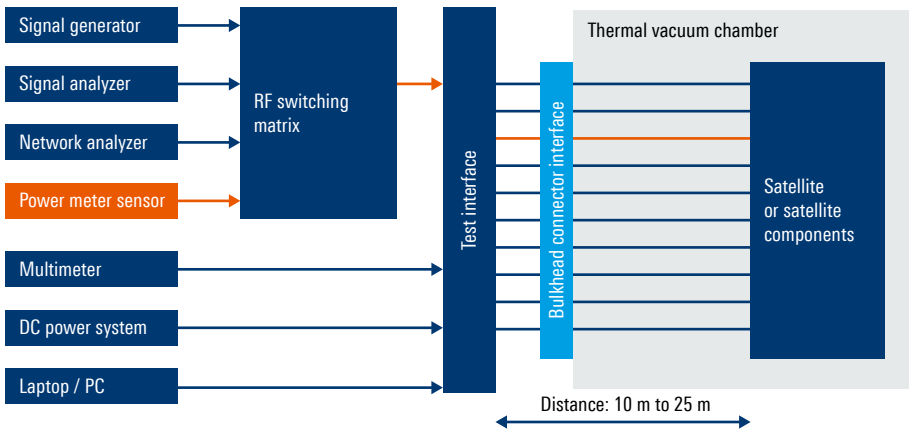 Signal generator
Signal analyzer
Network analyzer
Power meter sensor
Multimeter
DC power system
Laptop / PC
RF switching
matrix
Test interface
Bulkhead connector interface
Thermal vacuum chamber
Satellite
or satellite
components
Distance: 10 m to 25 m